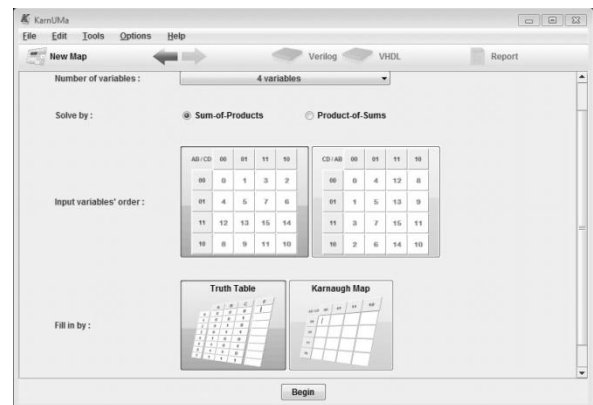 KarnUMa
File Edit Tools Options Help
New Map Verilog VHDL Report
Number of variables : 4 variables
Solve by : Sum-of-Products Product-of-Sums
AB / CD 00 01 11 10
00 0 1 3 2
01 4 5 7 6
11 12 13 15 14
10 8 9 11 10
CD / AB 00 01 11 10
00 0 4 12 8
01 1 5 13 9
11 3 7 15 11
10 2 6 14 10
Input variables' order :
Truth Table Karnaugh Map
Fill in by :
Begin